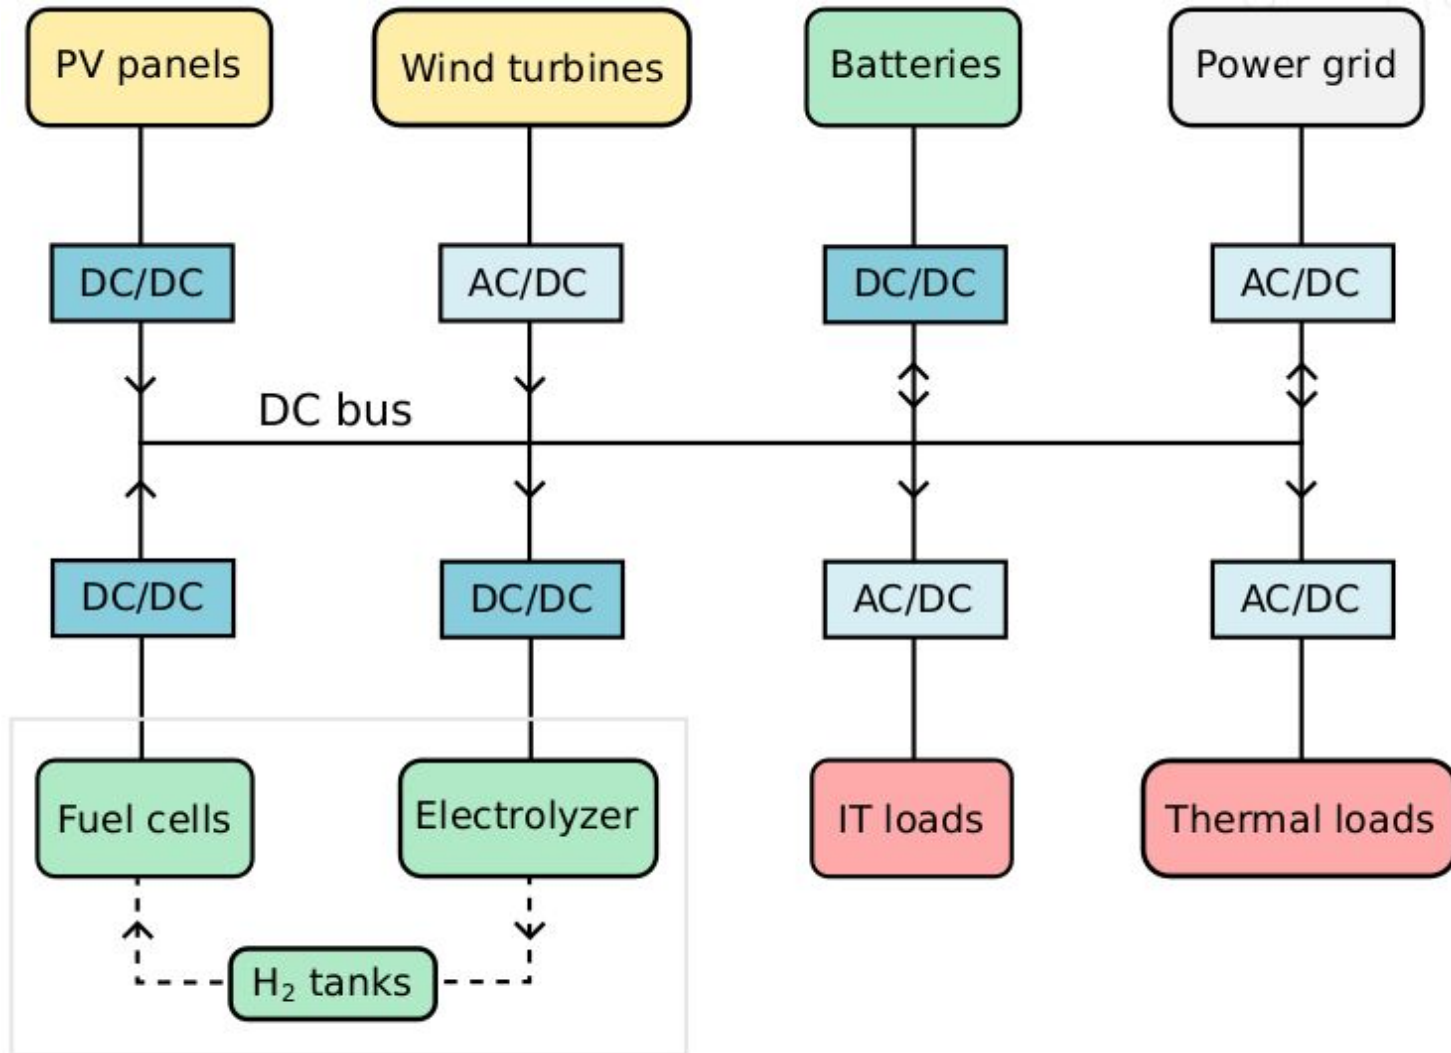 PV panels
Wind turbines
Batteries
Power grid
DC/DC
AC/DC
DC/DC
AC/DC
DC bus
DC/DC
DC/DC
AC/DC
AC/DC
Fuel cells
Electrolyzer
IT loads
Thermal loads
H₂ tanks